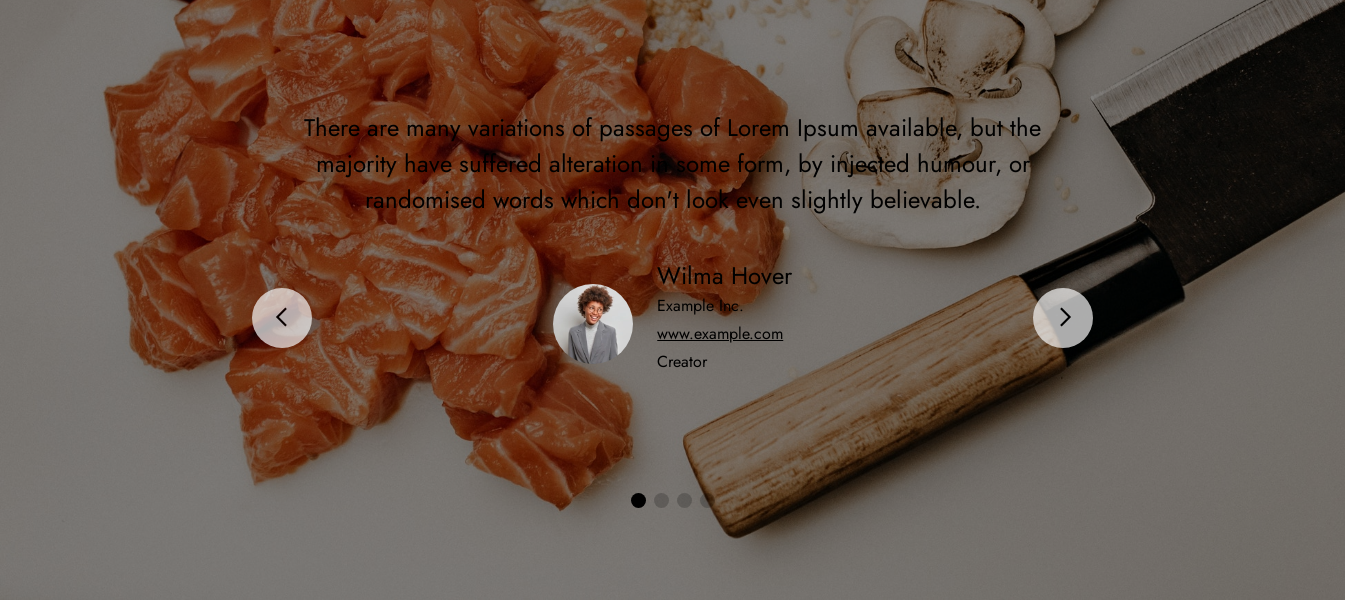 There are many variations of passages of Lorem Ipsum available, but the
majority have suffered alteration in some form, by injected humour, or
randomised words which don't look even slightly believable.
Wilma Hover
Example Inc.
www.example.com
Creator